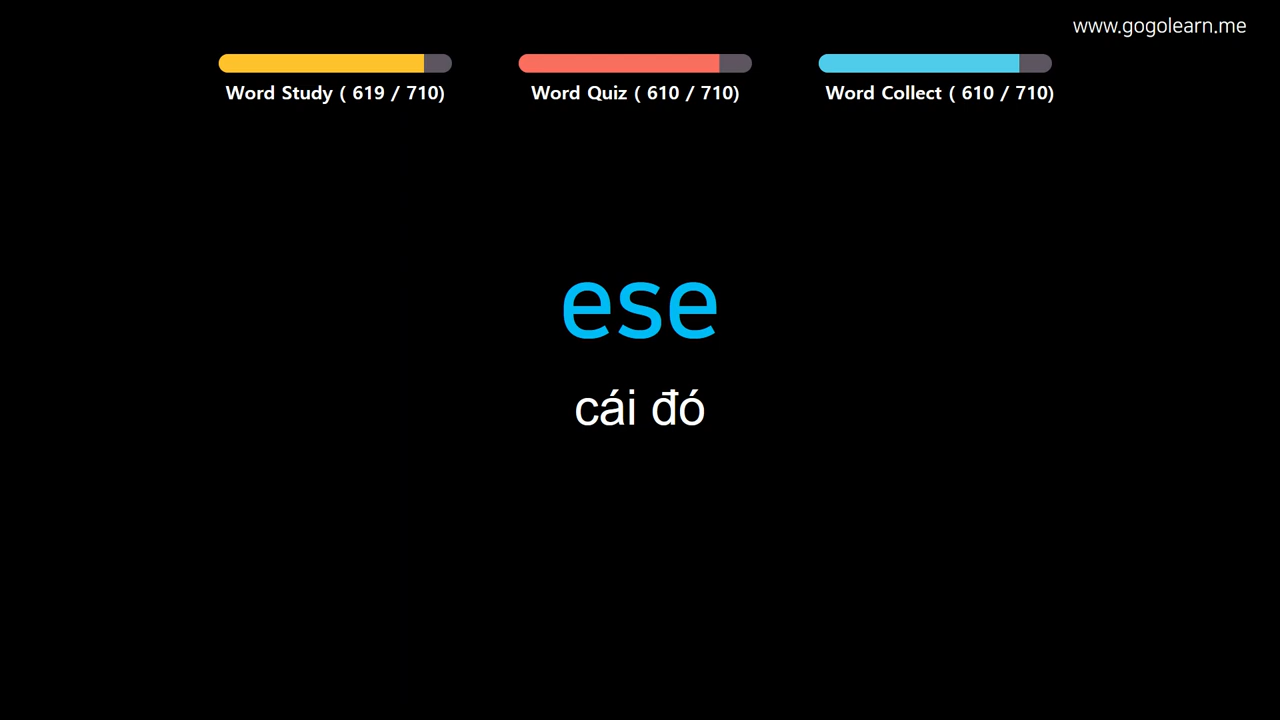 www.gogolearn.me
Word Study ( 619 / 710)
Word Quiz ( 610 / 710)
Word Collect ( 610 / 710)
ese
cái đó